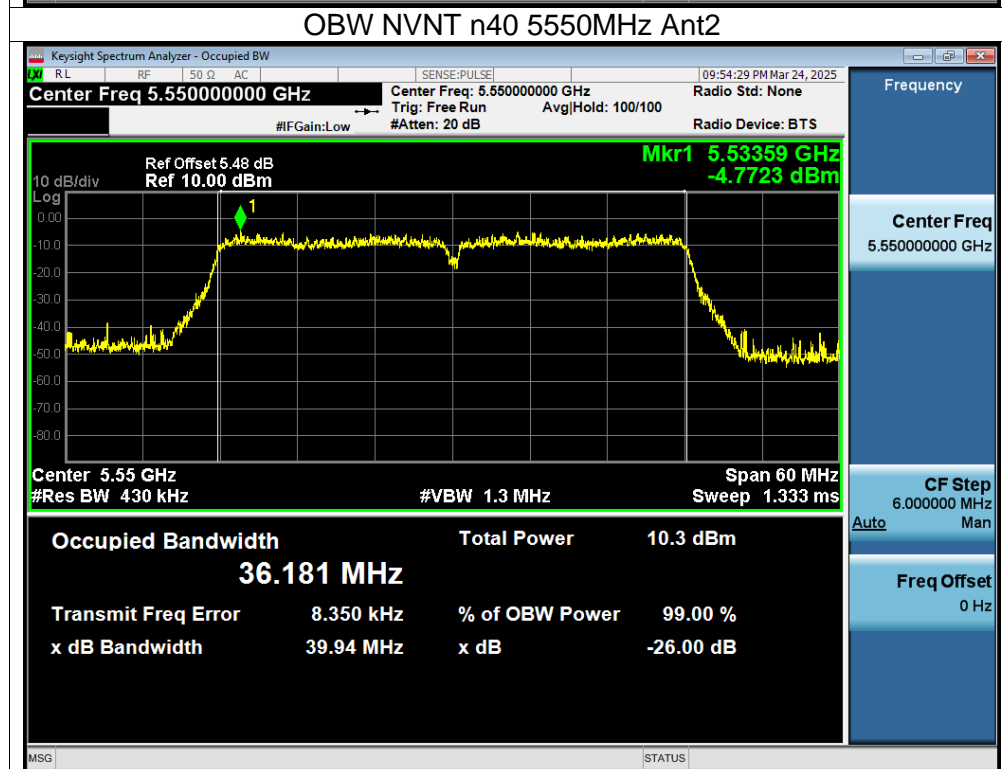 OBW NVNT n40 5550MHz Ant2
Keysight Spectrum Analyzer - Occupied BW
LXI RL RF 50 Ω AC SENSE:PULSE 09:54:29 PM Mar 24, 2025
Center Freq 5.550000000 GHz Center Freq: 5.550000000 GHz Radio Std: None
Trig: Free Run Avg|Hold: 100/100
#IFGain:Low #Atten: 20 dB Radio Device: BTS
Frequency
Ref Offset 5.48 dB Mkr1 5.53359 GHz
10 dB/div Ref 10.00 dBm -4.7723 dBm
Log
1
0.00
-10.0
-20.0
-30.0
-40.0
-50.0
-60.0
-70.0
-80.0
Center 5.55 GHz Span 60 MHz
#Res BW 430 kHz #VBW 1.3 MHz Sweep 1.333 ms
Center Freq
5.550000000 GHz
CF Step
6.000000 MHz
Auto Man
Freq Offset
0 Hz
Occupied Bandwidth Total Power 10.3 dBm
36.181 MHz
Transmit Freq Error 8.350 kHz % of OBW Power 99.00 %
x dB Bandwidth 39.94 MHz x dB -26.00 dB
MSG STATUS